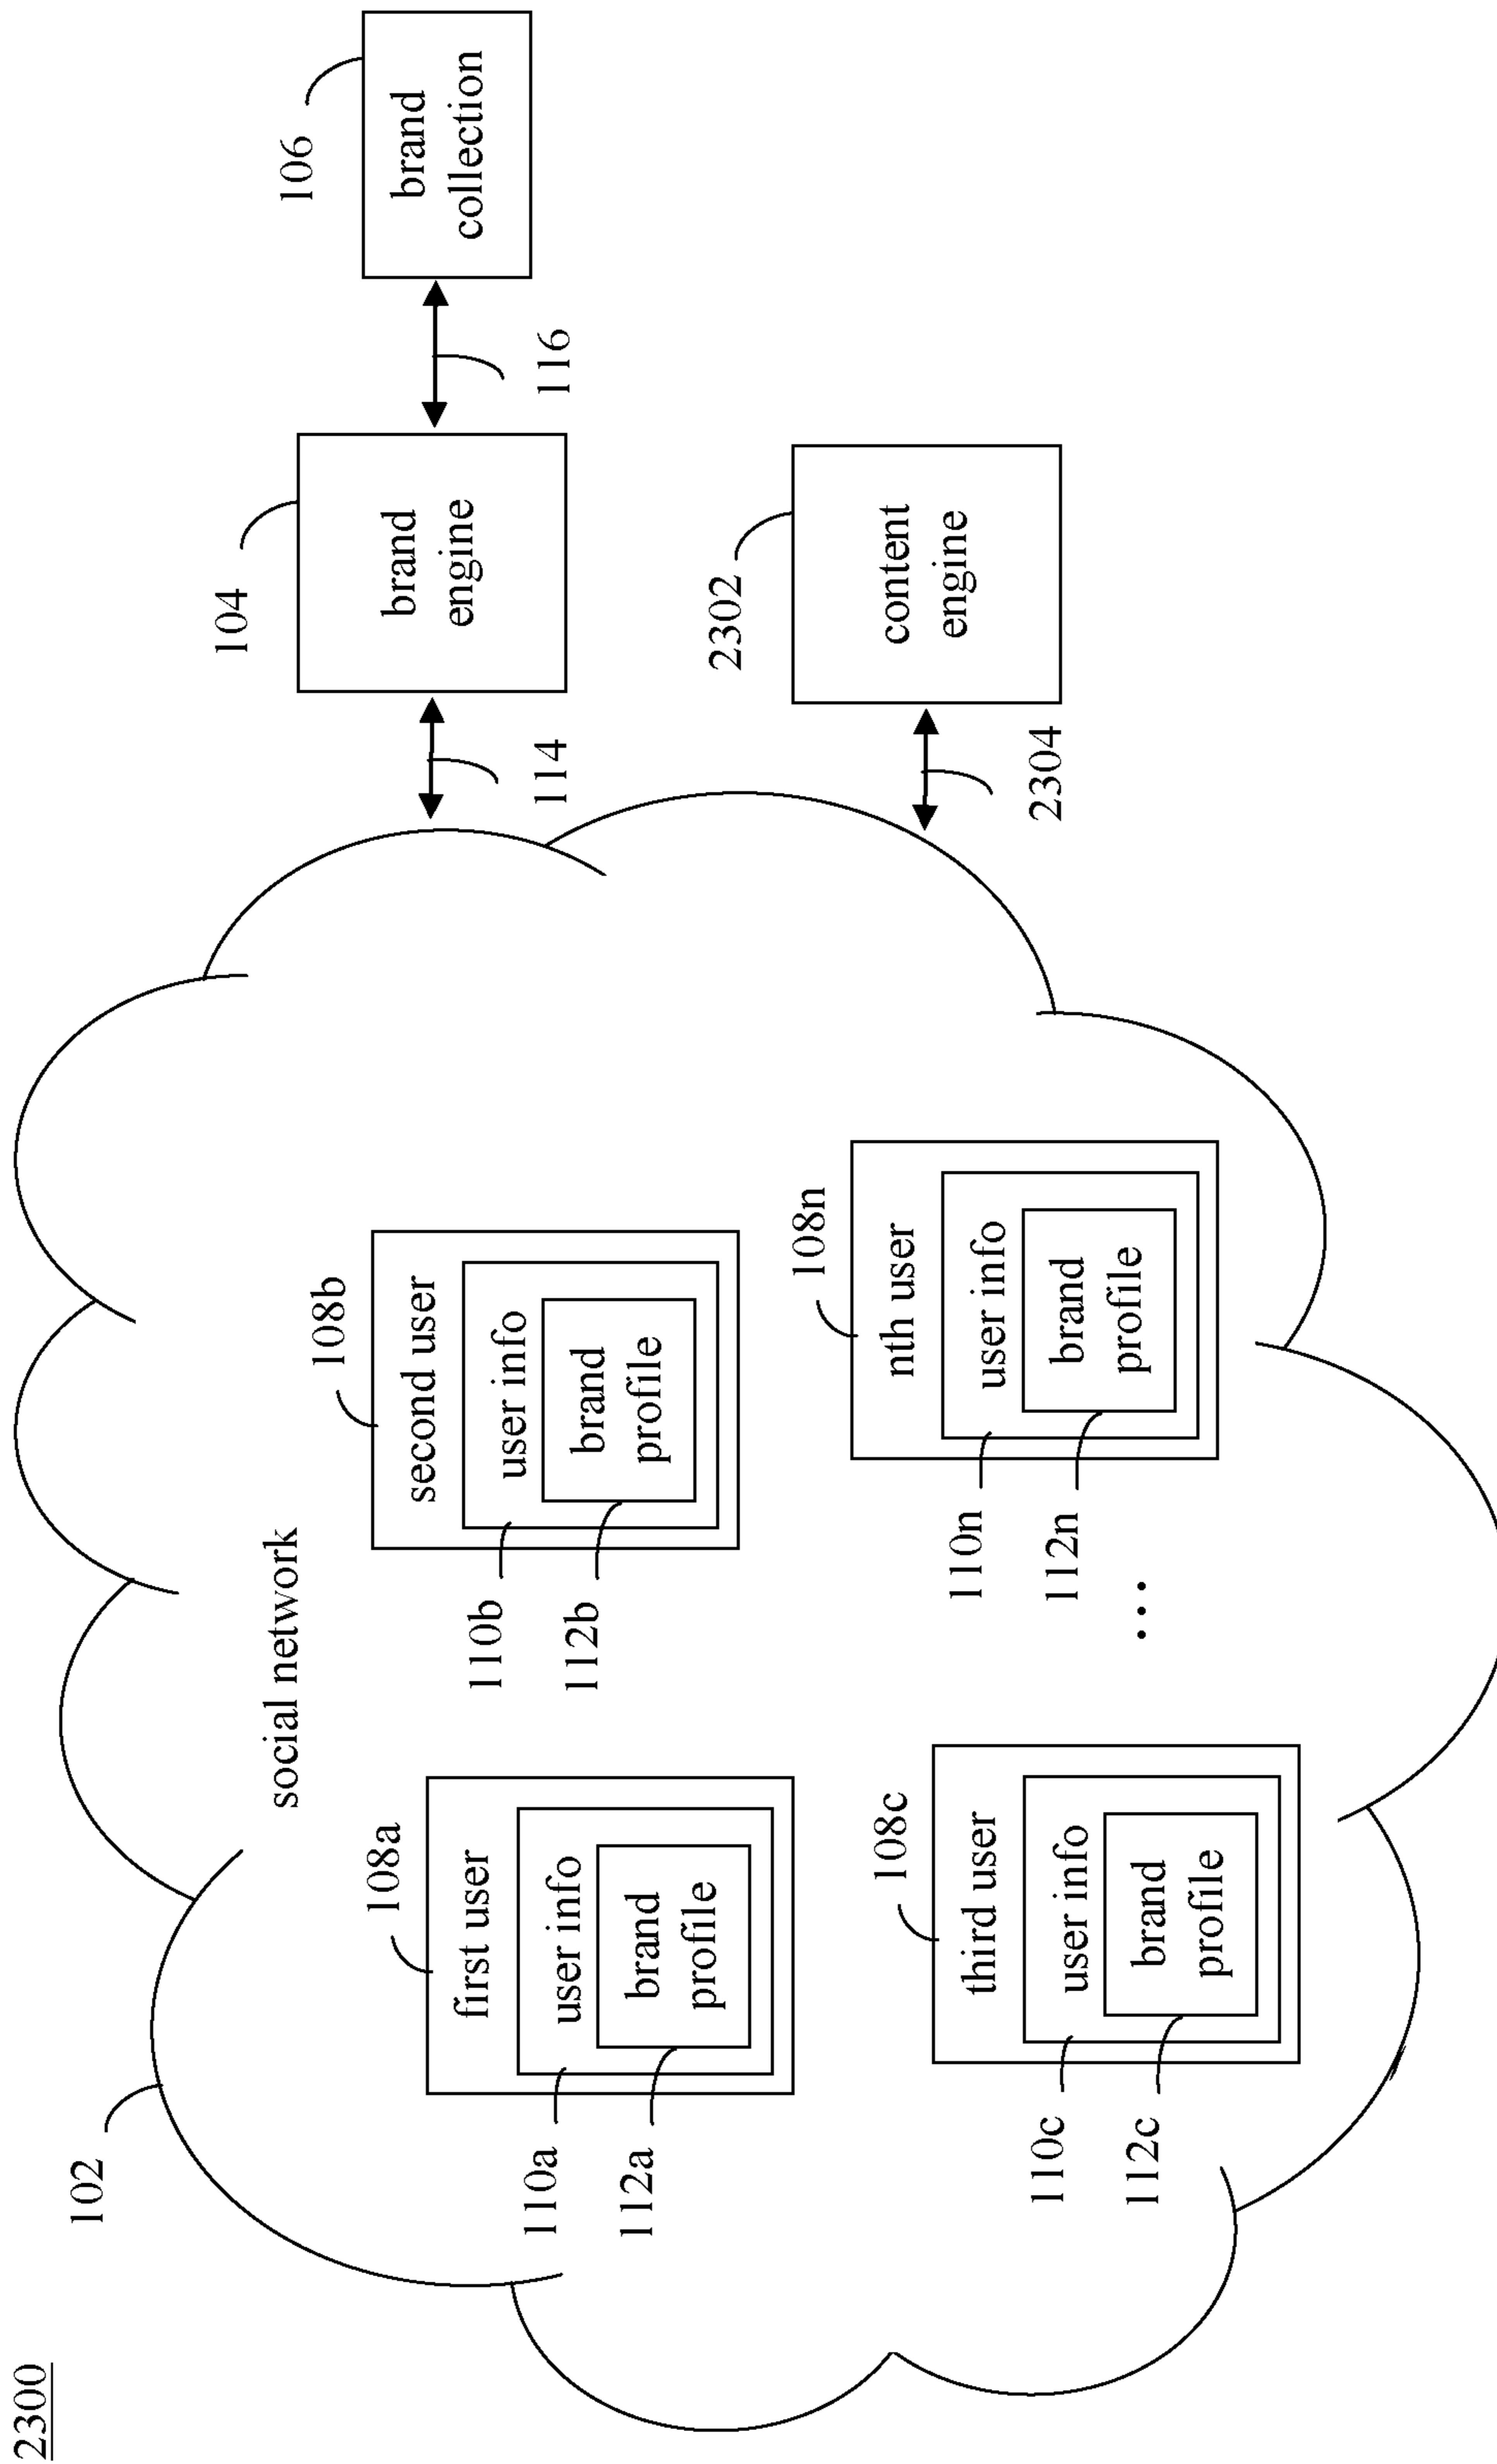 2300
102
social network
108a
first user
user info
brand
profile
110a
112a
108b
second user
user info
brand
profile
110b
112b
108c
third user
user info
brand
profile
110c
112c
...
108n
nth user
user info
brand
profile
110n
112n
114
104
brand
engine
116
106
brand
collection
2304
2302
content
engine